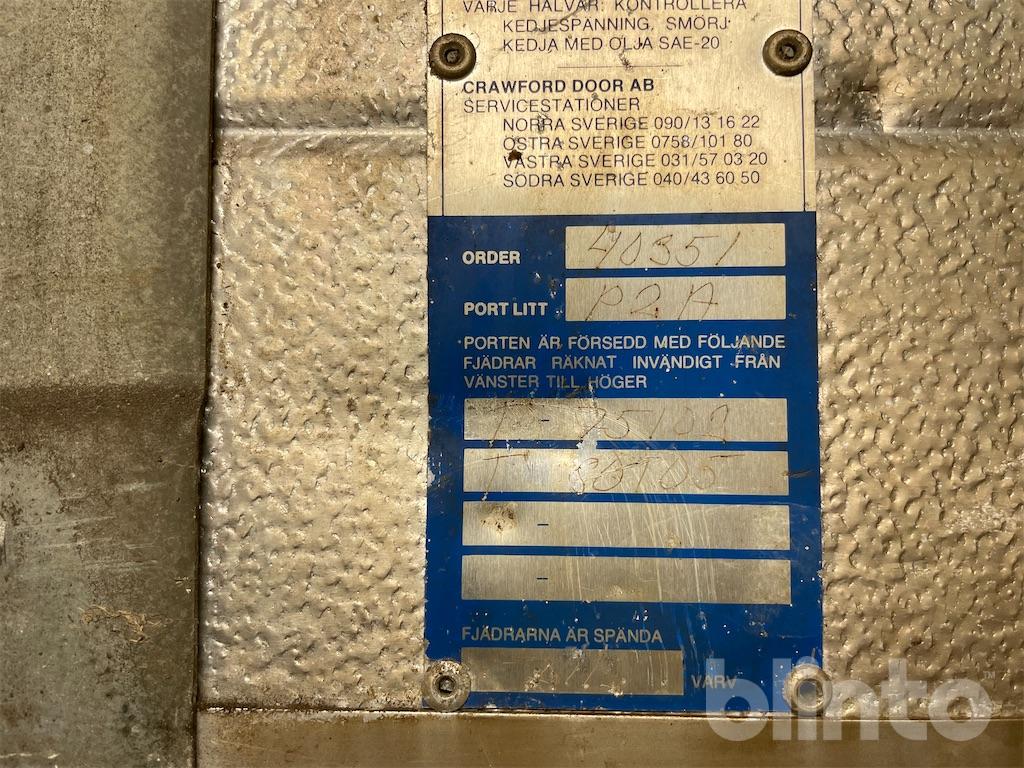 VARJE HALVÅR: KONTROLLERA
KEDJESPÄNNING, SMÖRJ
KEDJA MED OLJA SAE-20
CRAWFORD DOOR AB
SERVICESTATIONER
NORRA SVERIGE 090/13 16 22
ÖSTRA SVERIGE 0758/101 80
VÄSTRA SVERIGE 031/57 03 20
SÖDRA SVERIGE 040/43 60 50
ORDER 40351
PORT LITT P2A
PORTEN ÄR FÖRSEDD MED FÖLJANDE
FJÄDRAR RÄKNAT INVÄNDIGT FRÅN
VÄNSTER TILL HÖGER
T - 75102
T
-
-
FJÄDRARNA ÄR SPÄNDA
VARV
blinto